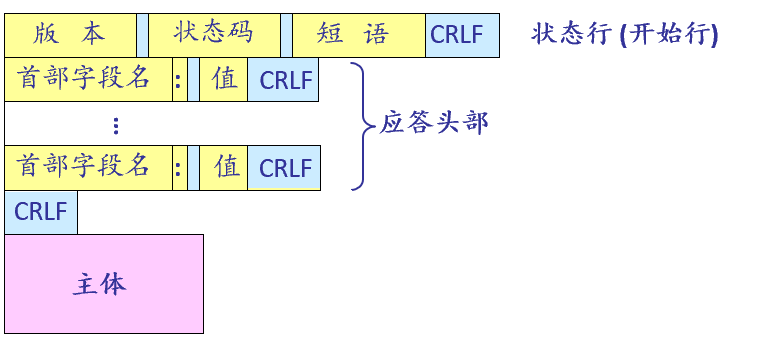 版 本 状态码 短 语 CRLF 状态行 (开始行)
首部字段名 : 值 CRLF
⋮ 应答头部
首部字段名 : 值 CRLF
CRLF
主体